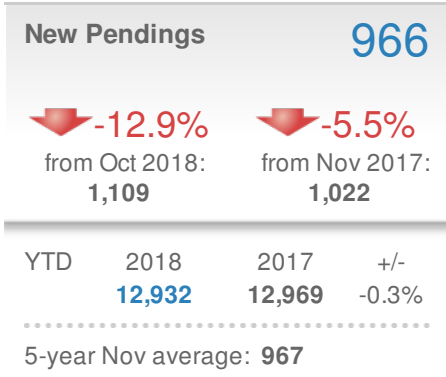 New Pendings 966
-12.9% -5.5%
from Oct 2018: from Nov 2017:
1,109 1,022
YTD 2018 2017 +/-
12,932 12,969 -0.3%
5-year Nov average: 967